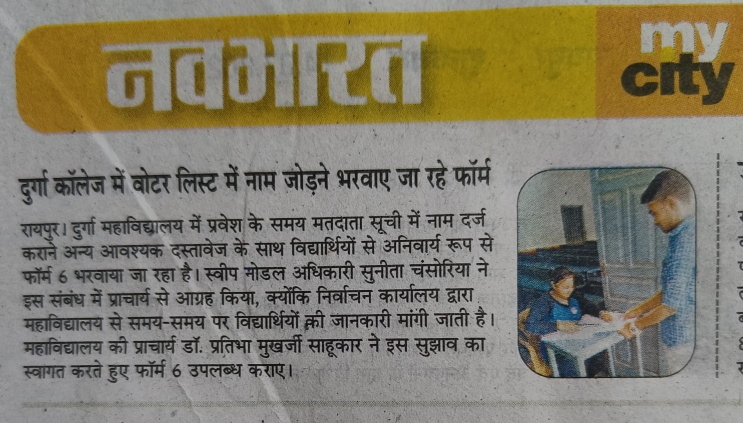 नवभारत
my
city
दुर्गा कॉलेज में वोटर लिस्ट में नाम जोड़ने भरवाए जा रहे फॉर्म
रायपुर। दुर्गा महाविद्यालय में प्रवेश के समय मतदाता सूची में नाम दर्ज
कराने अन्य आवश्यक दस्तावेज के साथ विद्यार्थियों से अनिवार्य रूप से
फॉर्म 6 भरवाया जा रहा है। स्वीप नोडल अधिकारी सुनीता चंसोरिया ने
इस संबंध में प्राचार्य से आग्रह किया, क्योंकि निर्वाचन कार्यालय द्वारा
महाविद्यालय से समय-समय पर विद्यार्थियों की जानकारी मांगी जाती है।
महाविद्यालय की प्राचार्य डॉ. प्रतिभा मुखर्जी साहूकार ने इस सुझाव का
स्वागत करते हुए फॉर्म 6 उपलब्ध कराए।